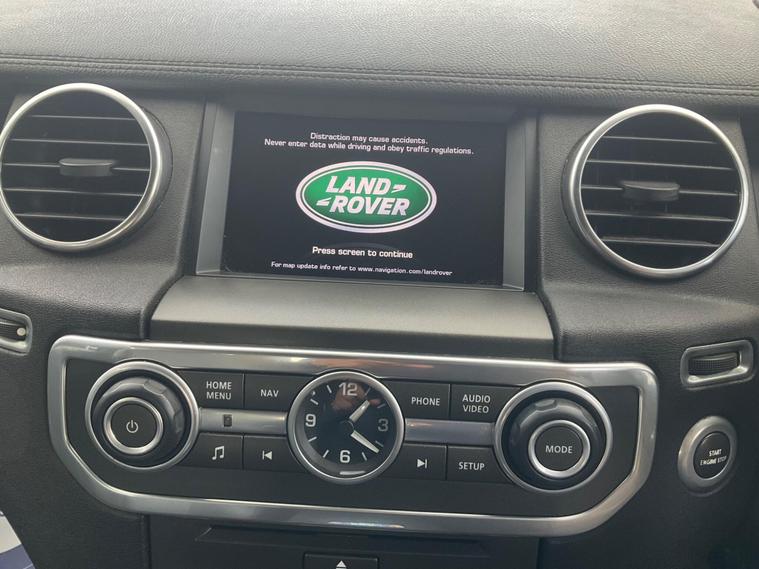 Distraction may cause accidents.
Never enter data while driving and obey traffic regulations.
LAND
ROVER
Press screen to continue
For map update info refer to www.navigation.com/landrover
HOME
MENU
NAV
12
9
3
6
PHONE
AUDIO
VIDEO
SETUP
MODE
START
ENGINE STOP